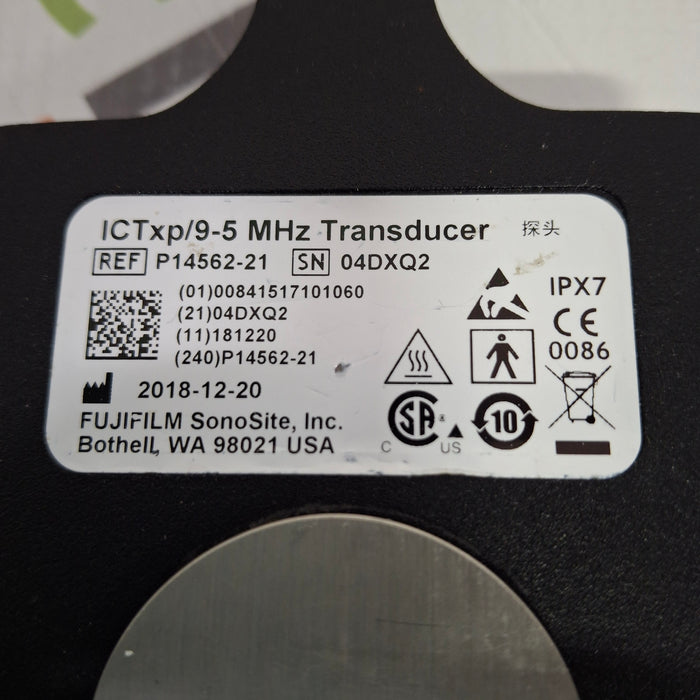 ICTxp/9-5 MHz Transducer 探头
REF P14562-21 SN 04DXQ2
(01)00841517101060
(21)04DXQ2
(11)181220
(240)P14562-21
IPX7
CE
0086
2018-12-20
FUJIFILM SonoSite, Inc.
Bothell, WA 98021 USA
SA
C US
10